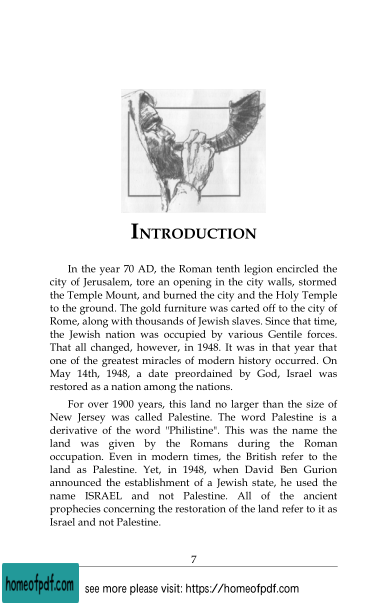 INTRODUCTION
In the year 70 AD, the Roman tenth legion encircled the
city of Jerusalem, tore an opening in the city walls, stormed
the Temple Mount, and burned the city and the Holy Temple
to the ground. The gold furniture was carted off to the city of
Rome, along with thousands of Jewish slaves. Since that time,
the Jewish nation was occupied by various Gentile forces.
That all changed, however, in 1948. It was in that year that
one of the greatest miracles of modern history occurred. On
May 14th, 1948, a date preordained by God, Israel was
restored as a nation among the nations.
For over 1900 years, this land no larger than the size of
New Jersey was called Palestine. The word Palestine is a
derivative of the word "Philistine". This was the name the
land was given by the Romans during the Roman
occupation. Even in modern times, the British refer to the
land as Palestine. Yet, in 1948, when David Ben Gurion
announced the establishment of a Jewish state, he used the
name ISRAEL and not Palestine. All of the ancient
prophecies concerning the restoration of the land refer to it as
Israel and not Palestine.
7
homeofpdf.com
see more please visit: https://homeofpdf.com